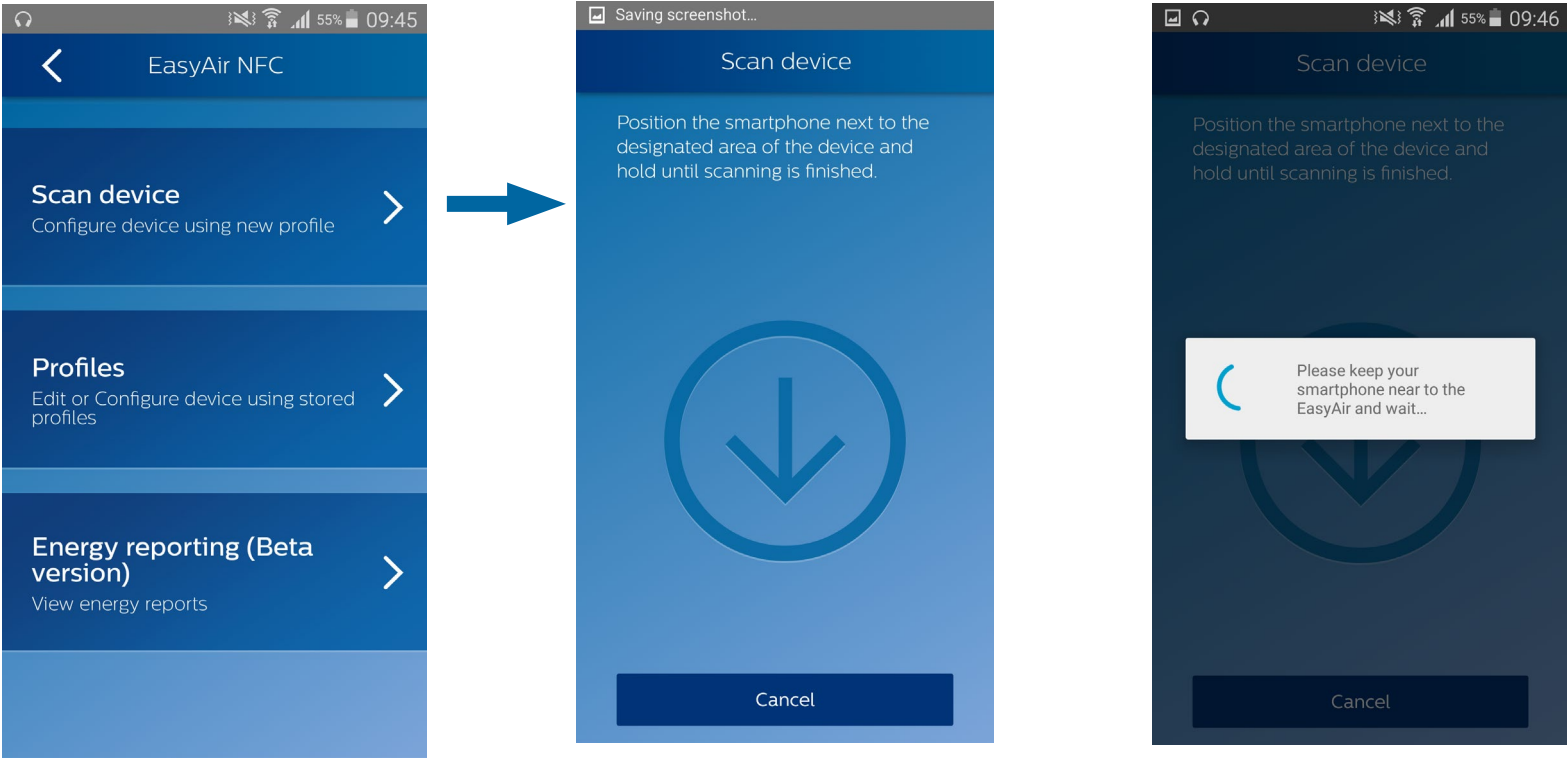 55% 09:45
EasyAir NFC
Scan device
Configure device using new profile
Profiles
Edit or Configure device using stored
profiles
Energy reporting (Beta
version)
View energy reports
Saving screenshot...
Scan device
Position the smartphone next to the
designated area of the device and
hold until scanning is finished.
Cancel
55% 09:46
Scan device
Position the smartphone next to the
designated area of the device and
hold until scanning is finished.
Please keep your
smartphone near to the
EasyAir and wait...
Cancel